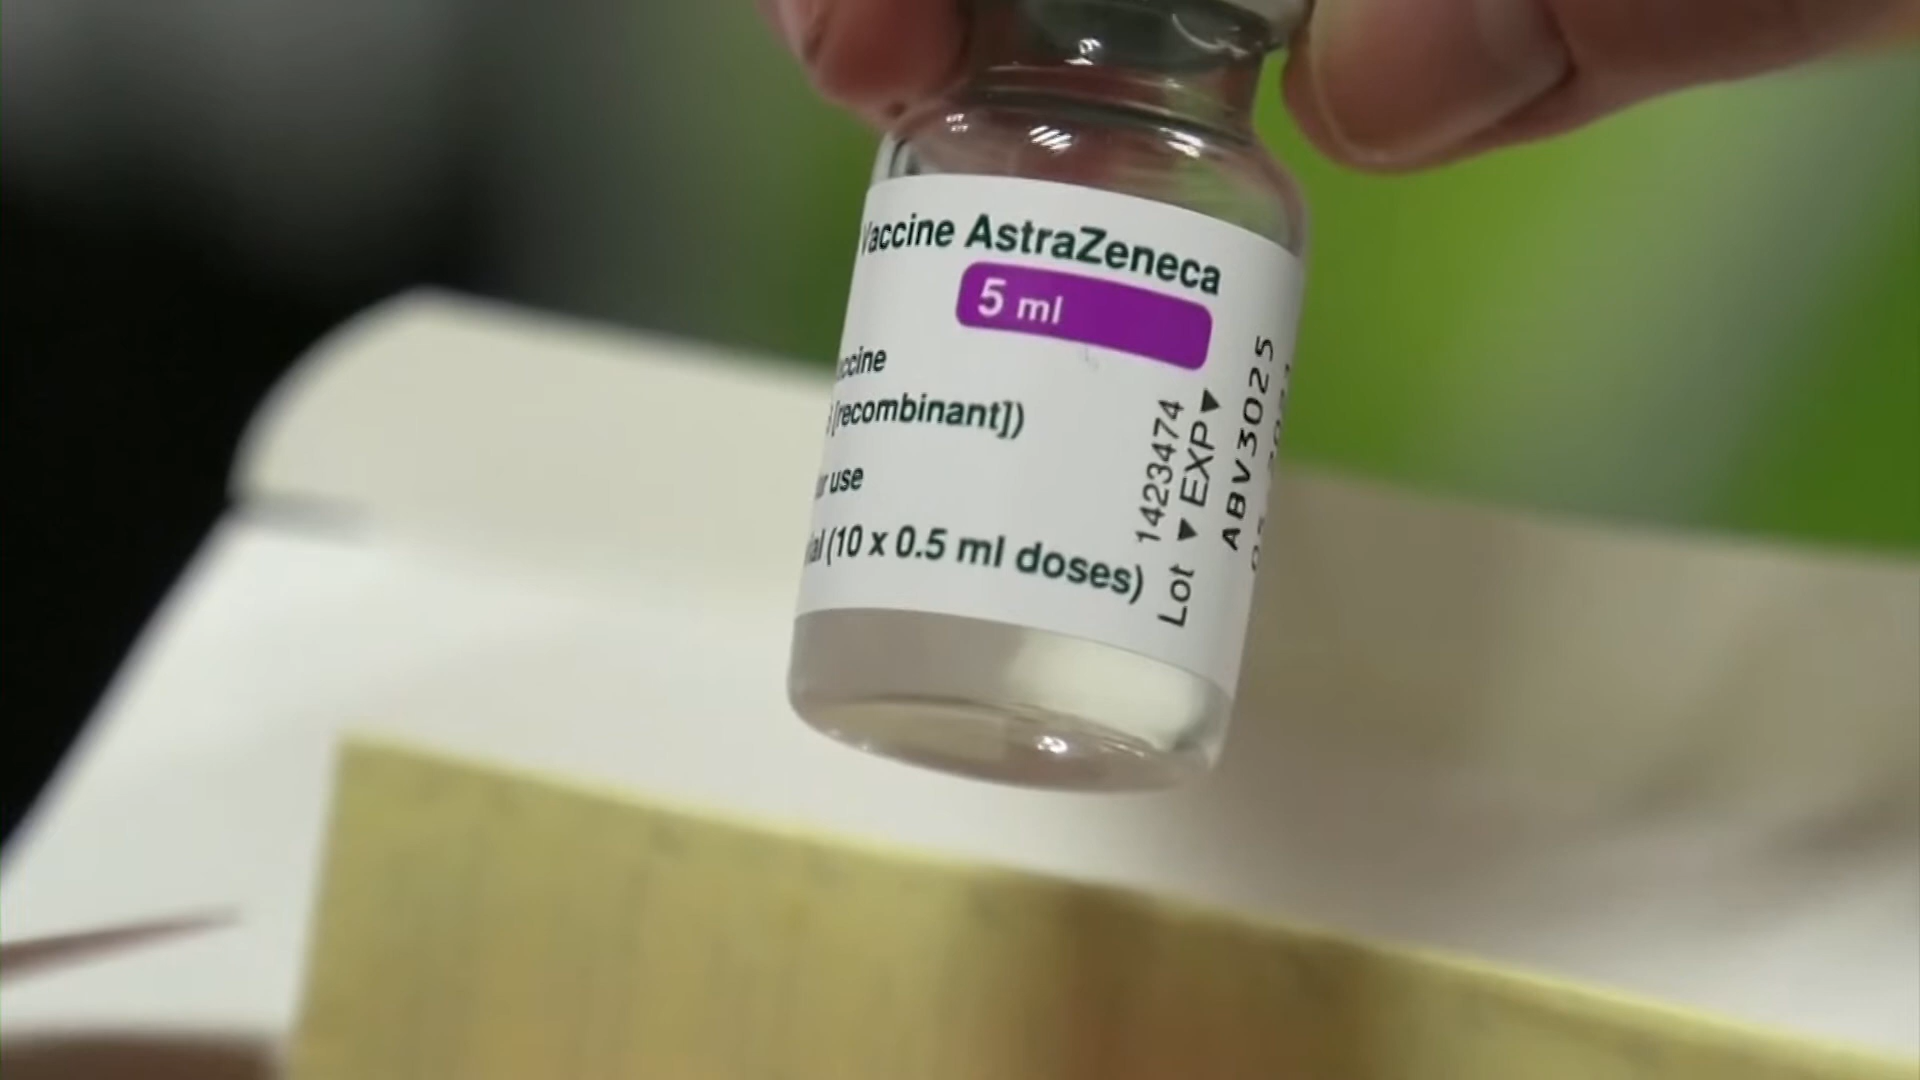 Vaccine AstraZeneca
5 ml
[recombinant])
use
(10 x 0.5 ml doses)
1423474
Lot ▼ EXP▼
ABV3025